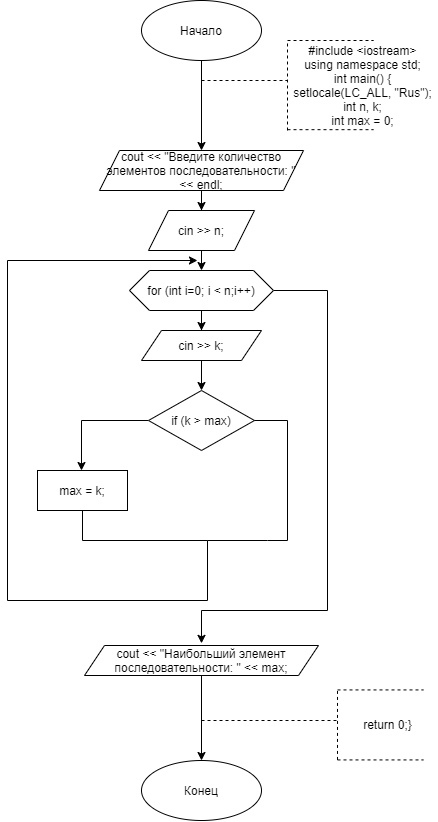 Начало
#include <iostream>
using namespace std;
int main() {
setlocale(LC_ALL, "Rus");
int n, k;
int max = 0;
cout << "Введите количество
элементов последовательности: "
<< endl;
cin >> n;
for (int i=0; i < n;i++)
cin >> k;
if (k > max)
max = k;
cout << "Наибольший элемент
последовательности: " << max;
return 0;}
Конец